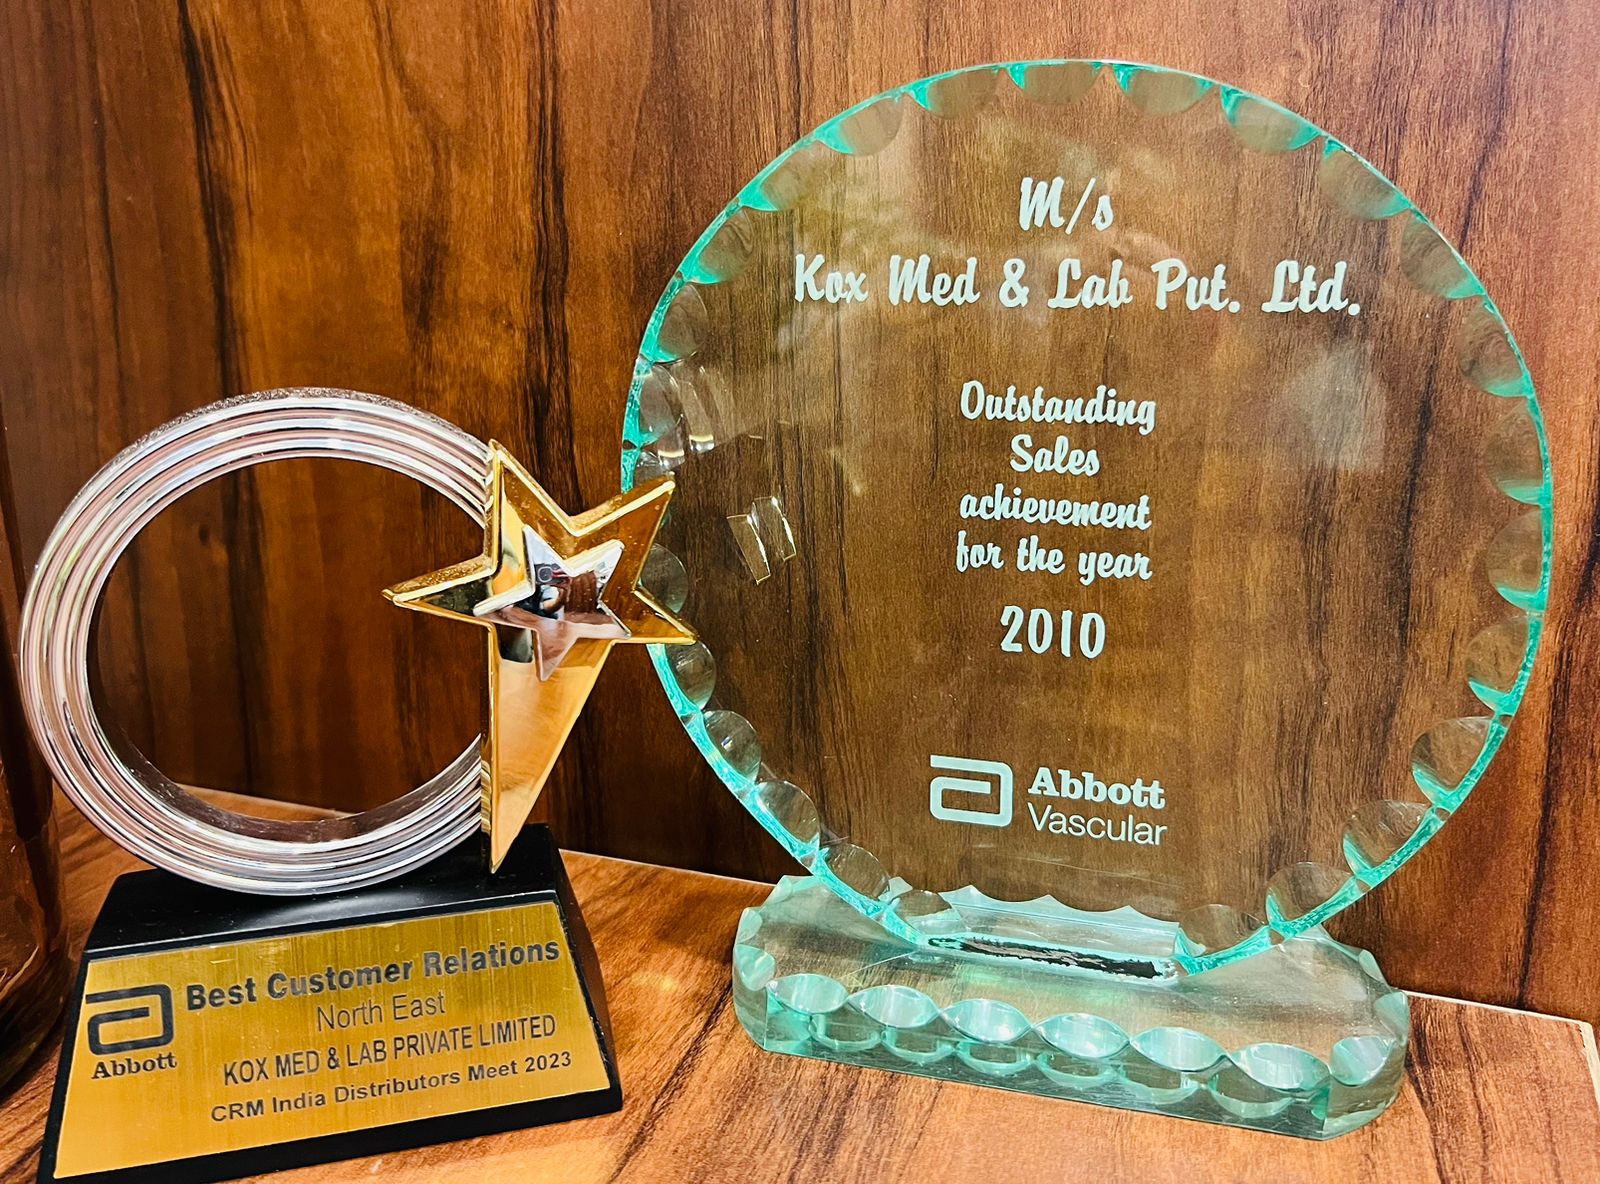 Best Customer Relations
North East
KOX MED & LAB PRIVATE LIMITED
CRM India Distributors Meet 2023
Abbott
M/s
Kox Med & Lab Pvt. Ltd.
Outstanding
Sales
achievement
for the year
2010
Abbott
Vascular